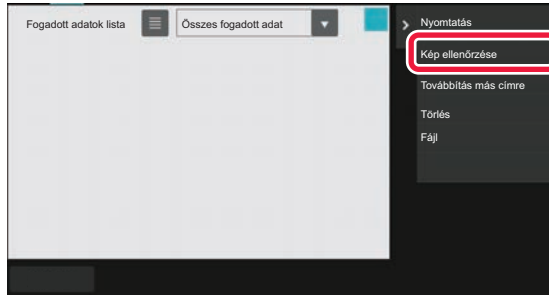 Fogadott adatok lista
Összes fogadott adat
Nyomtatás
Kép ellenőrzése
Továbbítás más címre
Törlés
Fájl